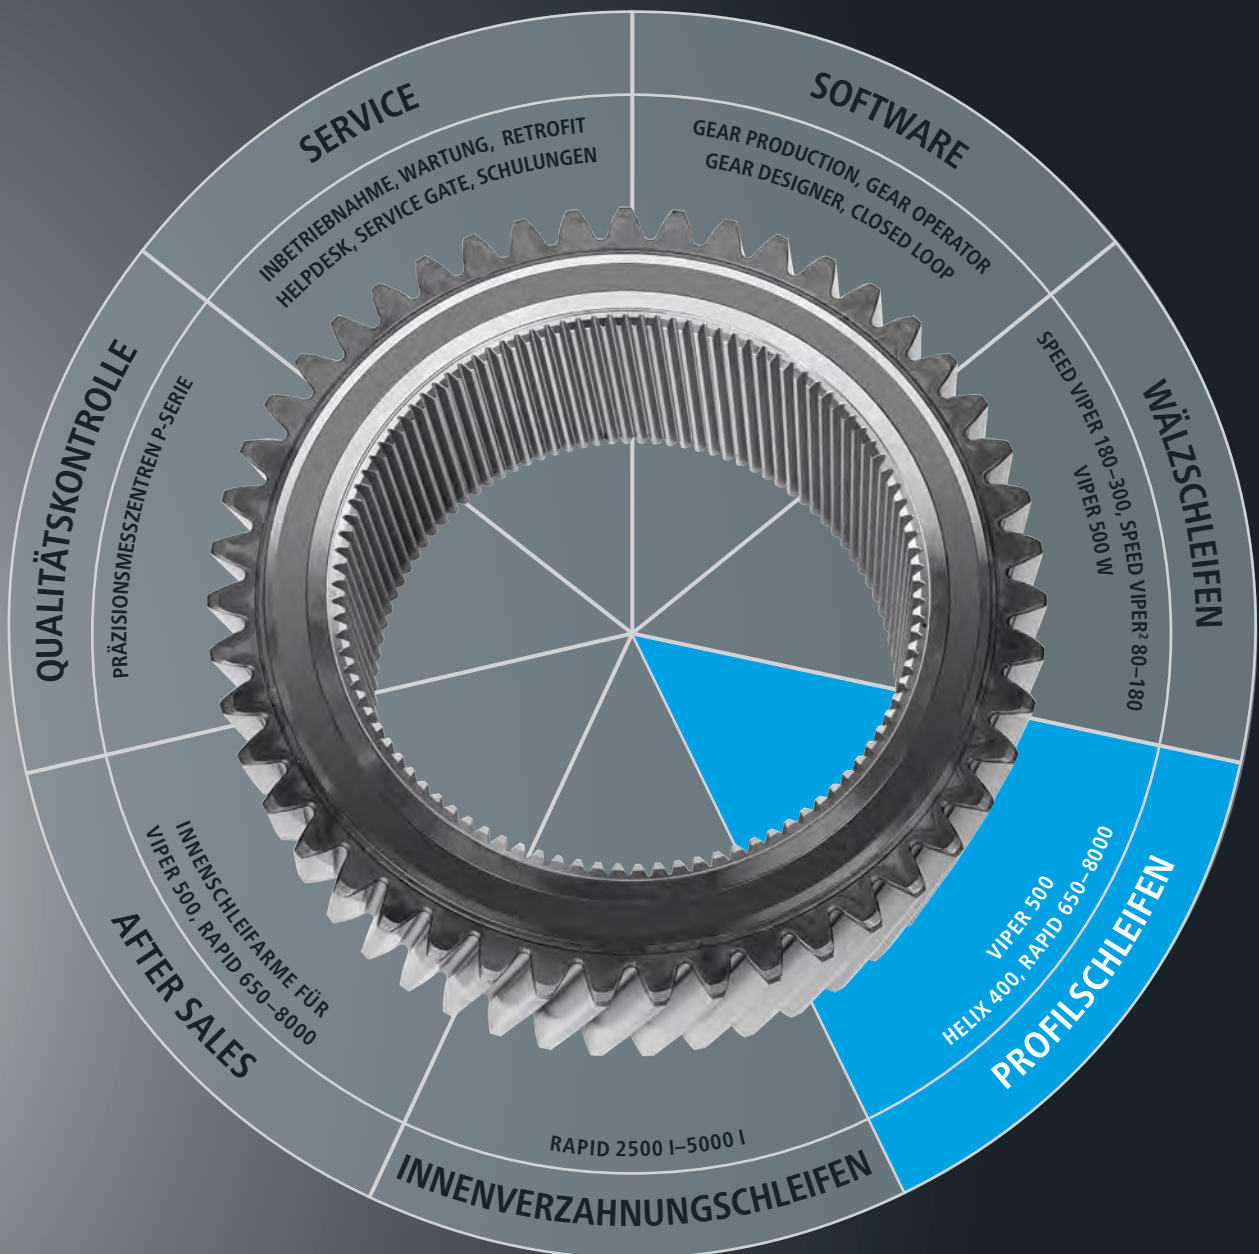 SERVICE
INBETRIEBNAHME, WARTUNG, RETROFIT
HELPDESK, SERVICE GATE, SCHULUNGEN
SOFTWARE
GEAR PRODUCTION, GEAR OPERATOR
GEAR DESIGNER, CLOSED LOOP
WÄLZSCHLEIFEN
SPEED VIPER 180–300, SPEED VIPER² 80–180
VIPER 500 W
VIPER 500
HELIX 400, RAPID 650–8000
PROFILSCHLEIFEN
RAPID 2500 I–5000 I
INNENVERZAHNUNGSCHLEIFEN
INNENSCHLEIFARME FÜR
VIPER 500, RAPID 650–8000
AFTER SALES
QUALITÄTSKONTROLLE
PRÄZISIONSMESSZENTREN P-SERIE